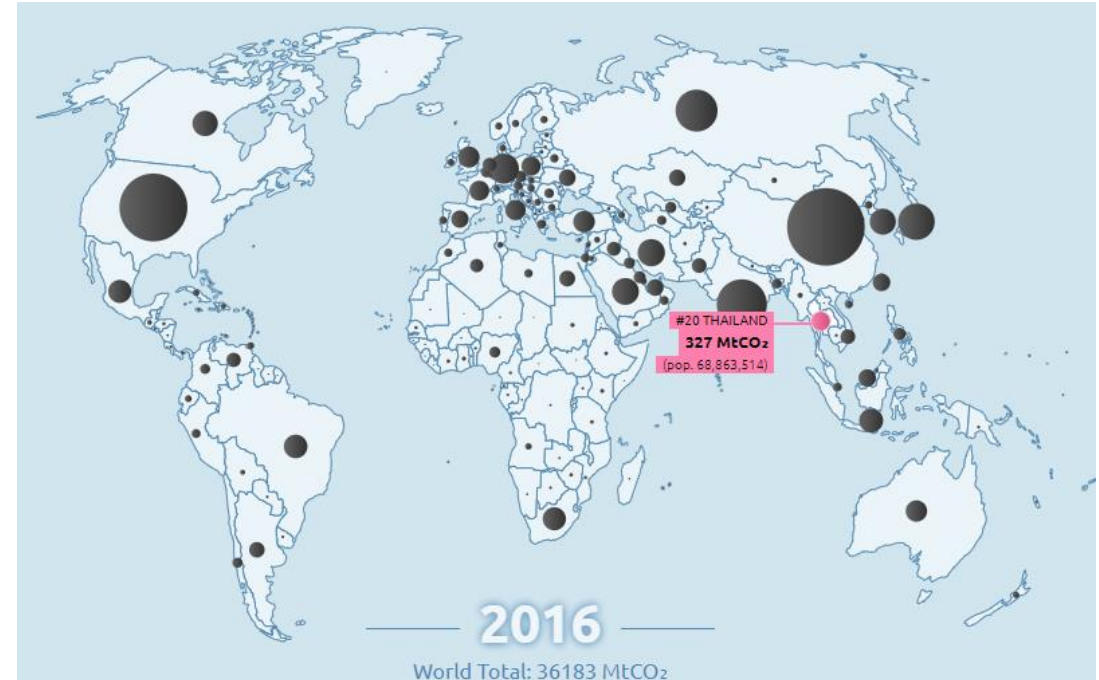 #20 THAILAND
327 MtCO₂
(pop. 68,863,514)
2016
World Total: 36183 MtCO₂